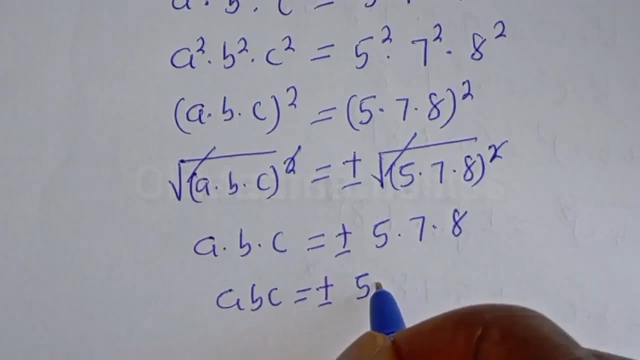 a² · b² · c² = 5² · 7² · 8²
(a · b · c)² = (5 · 7 · 8)²
√(a · b · c)² = ± √(5 · 7 · 8)²
a · b · c = ± 5 · 7 · 8
abc = ± 5